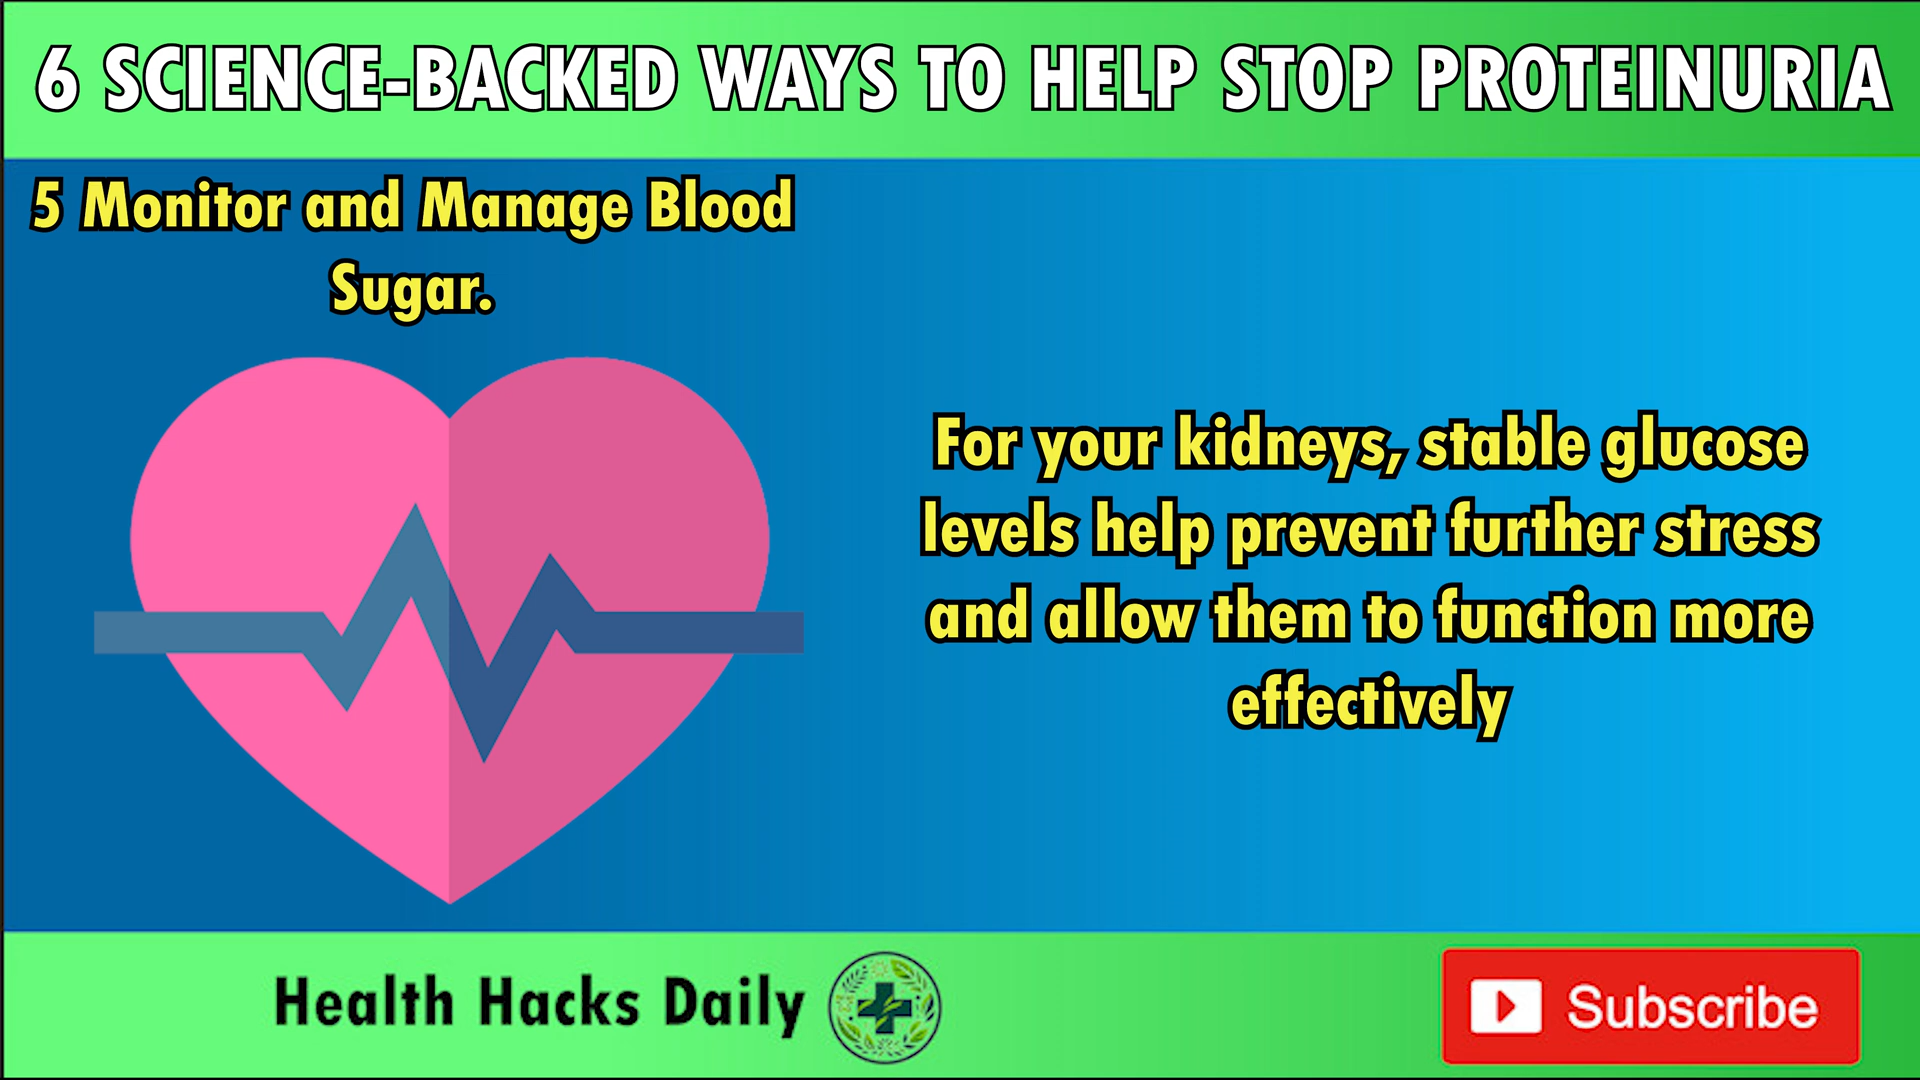 6 SCIENCE-BACKED WAYS TO HELP STOP PROTEINURIA
5 Monitor and Manage Blood
Sugar.
For your kidneys, stable glucose
levels help prevent further stress
and allow them to function more
effectively
Health Hacks Daily
Subscribe